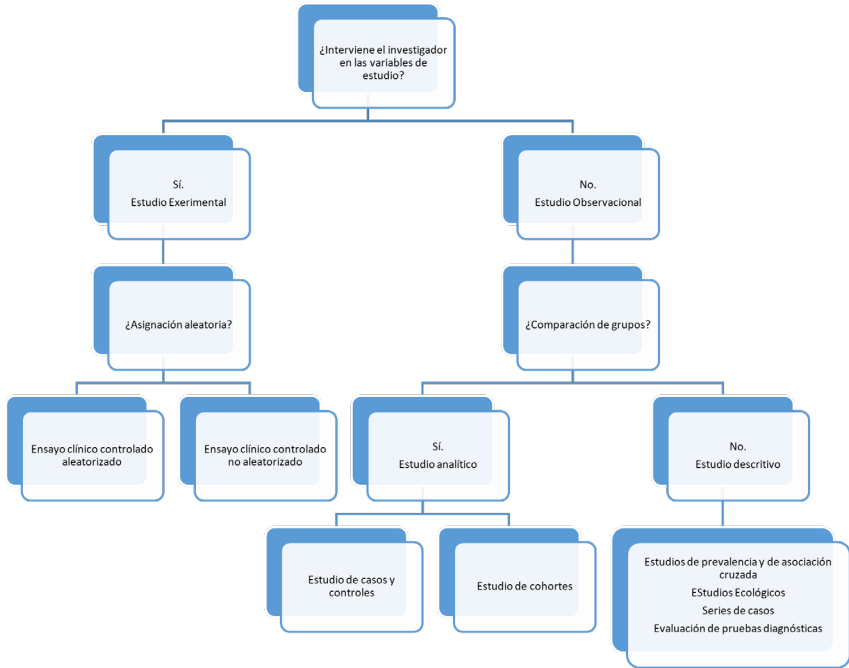 ¿Interviene el investigador
en las variables de
estudio?
Sí.
Estudio Exerimental
No.
Estudio Observacional
¿Asignación aleatoria?
¿Comparación de grupos?
Ensayo clínico controlado
aleatorizado
Ensayo clínico controlado
no aleatorizado
Sí.
Estudio analítico
No.
Estudio descritivo
Estudio de casos y
controles
Estudio de cohortes
Estudios de prevalencia y de asociación
cruzada
EStudios Ecológicos
Series de casos
Evaluación de pruebas diagnósticas